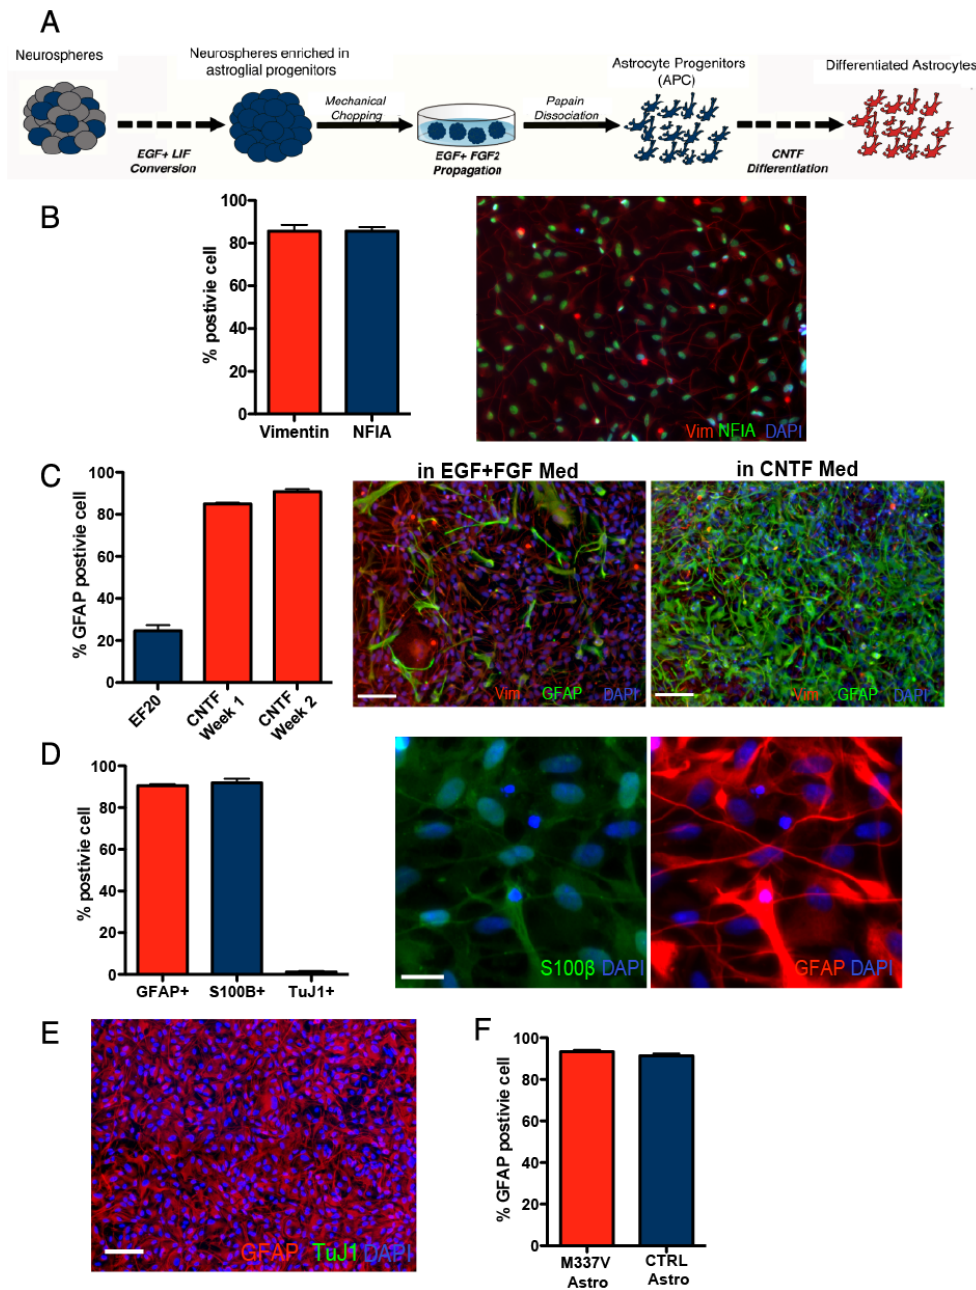 A
Neurospheres
Neurospheres enriched in
astroglial progenitors
Astrocyte Progenitors
(APC)
Differentiated Astrocytes
Mechanical
Chopping
Papain
Dissociation
EGF+ LIF
Conversion
EGF+ FGF2
Propagation
CNTF
Differentiation
B
% postivie cell
100
80
60
40
20
0
Vimentin NFIA
Vim NFIA DAPI
C
% GFAP postivie cell
100
80
60
40
20
0
EF20
CNTF
Week 1
CNTF
Week 2
in EGF+FGF Med
Vim GFAP DAPI
in CNTF Med
Vim GFAP DAPI
D
% postivie cell
100
80
60
40
20
0
GFAP+ S100B+ TuJ1+
S100β DAPI
GFAP DAPI
E
GFAP TuJ1 DAPI
F
% GFAP postivie cell
100
80
60
40
20
0
M337V
Astro
CTRL
Astro